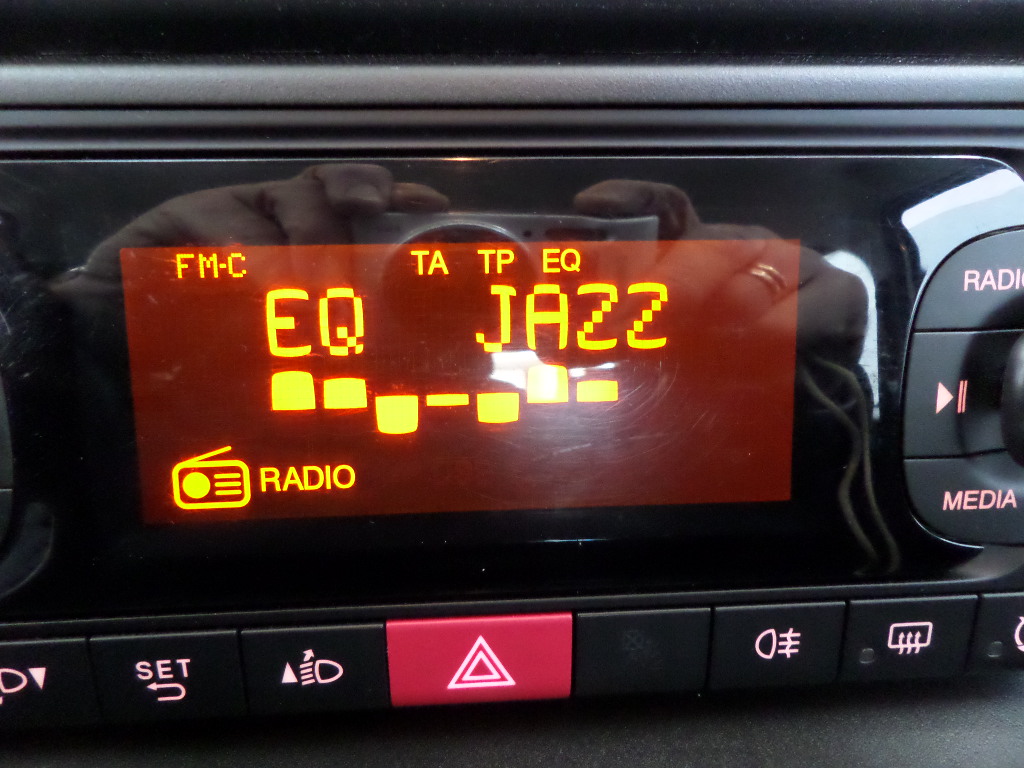 FM-C TA TP EQ
EQ JAZZ
RADIO
RADIO
MEDIA
SET